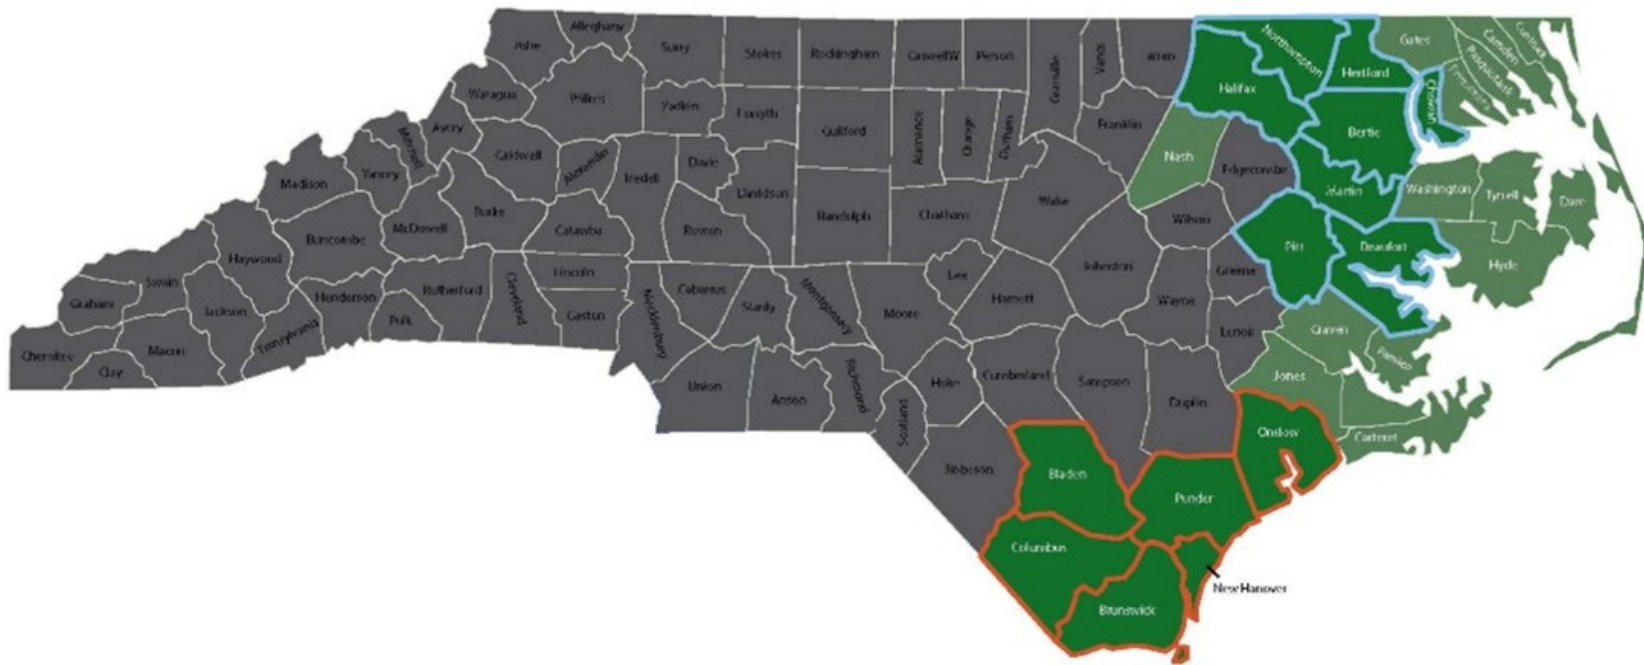 Ashe
Alleghany
Surry
Stokes
Rockingham
Caswell W
Person
Granville
Vance
arren
Northampton
Halifax
Hertford
Gates
Chowan
Perquimans
Pasquotank
Camden
Currituck
Watagua
Wilkes
Yadkin
Forsyth
Guilford
Alamance
Orange
Durham
Franklin
Nash
Bertie
Edgecombe
Martin
Washington
Tyrrell
Dare
Mitchell
Avery
Caldwell
Alexander
Iredell
Davie
Davidson
Randolph
Chatham
Wake
Wilson
Madison
Yancey
McDowell
Burke
Catawba
Rowan
Johnston
Greene
Pitt
Beaufort
Hyde
Haywood
Buncombe
Swain
Graham
Jackson
Henderson
Rutherford
Cleveland
Lincoln
Gaston
Mecklenburg
Cabarrus
Stanly
Montgomery
Moore
Lee
Harnett
Wayne
Lenoir
Craven
Pamlico
Cherokee
Clay
Macon
Transylvania
Polk
Union
Anson
Richmond
Scotland
Hoke
Cumberland
Sampson
Duplin
Jones
Carteret
Onslow
Robeson
Bladen
Pender
Columbus
Brunswick
New Hanover